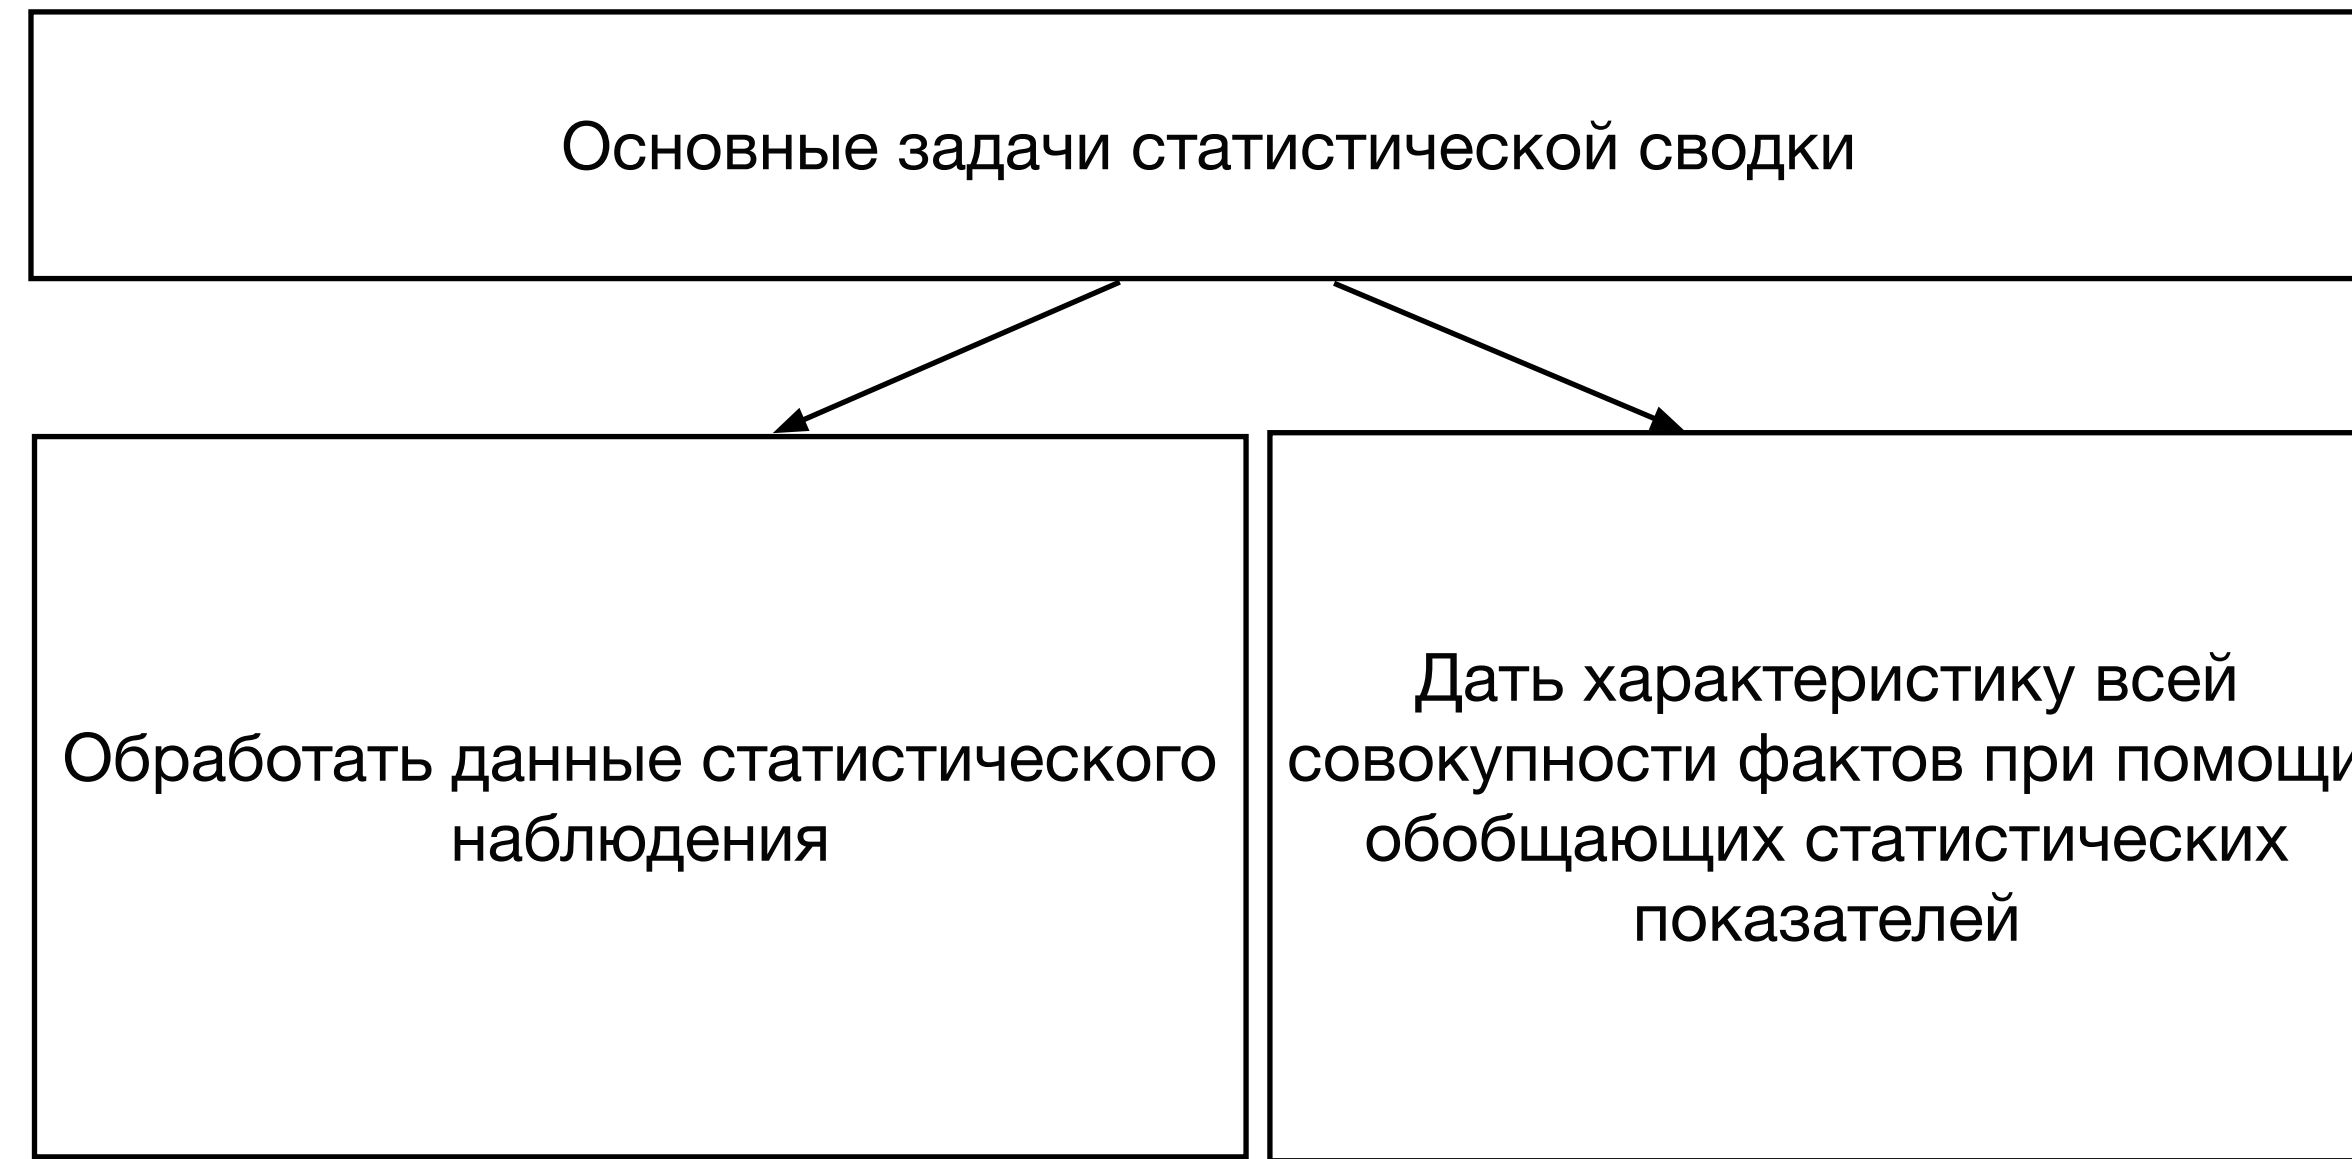 Основные задачи статистической сводки
Обработать данные статистического
наблюдения
Дать характеристику всей
совокупности фактов при помощи
обобщающих статистических
показателей